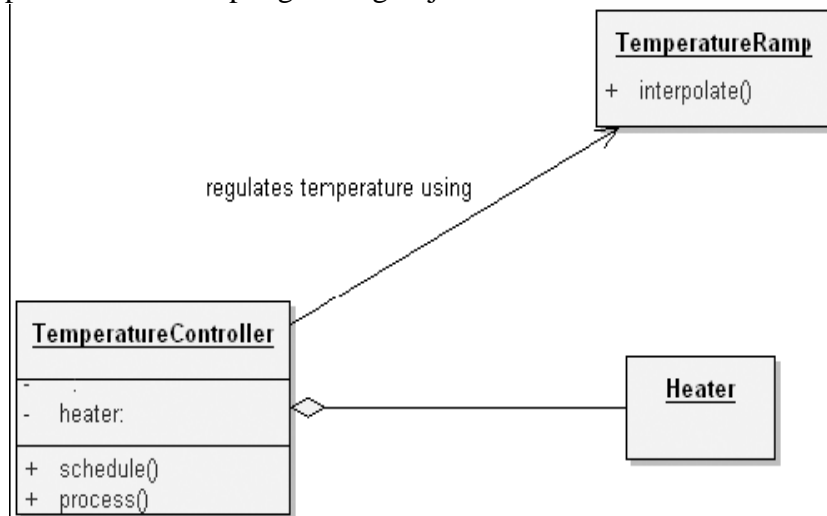 TemperatureRamp
+ interpolate()
regulates temperature using
TemperatureController
-
- heater:
+ schedule()
+ process()
Heater